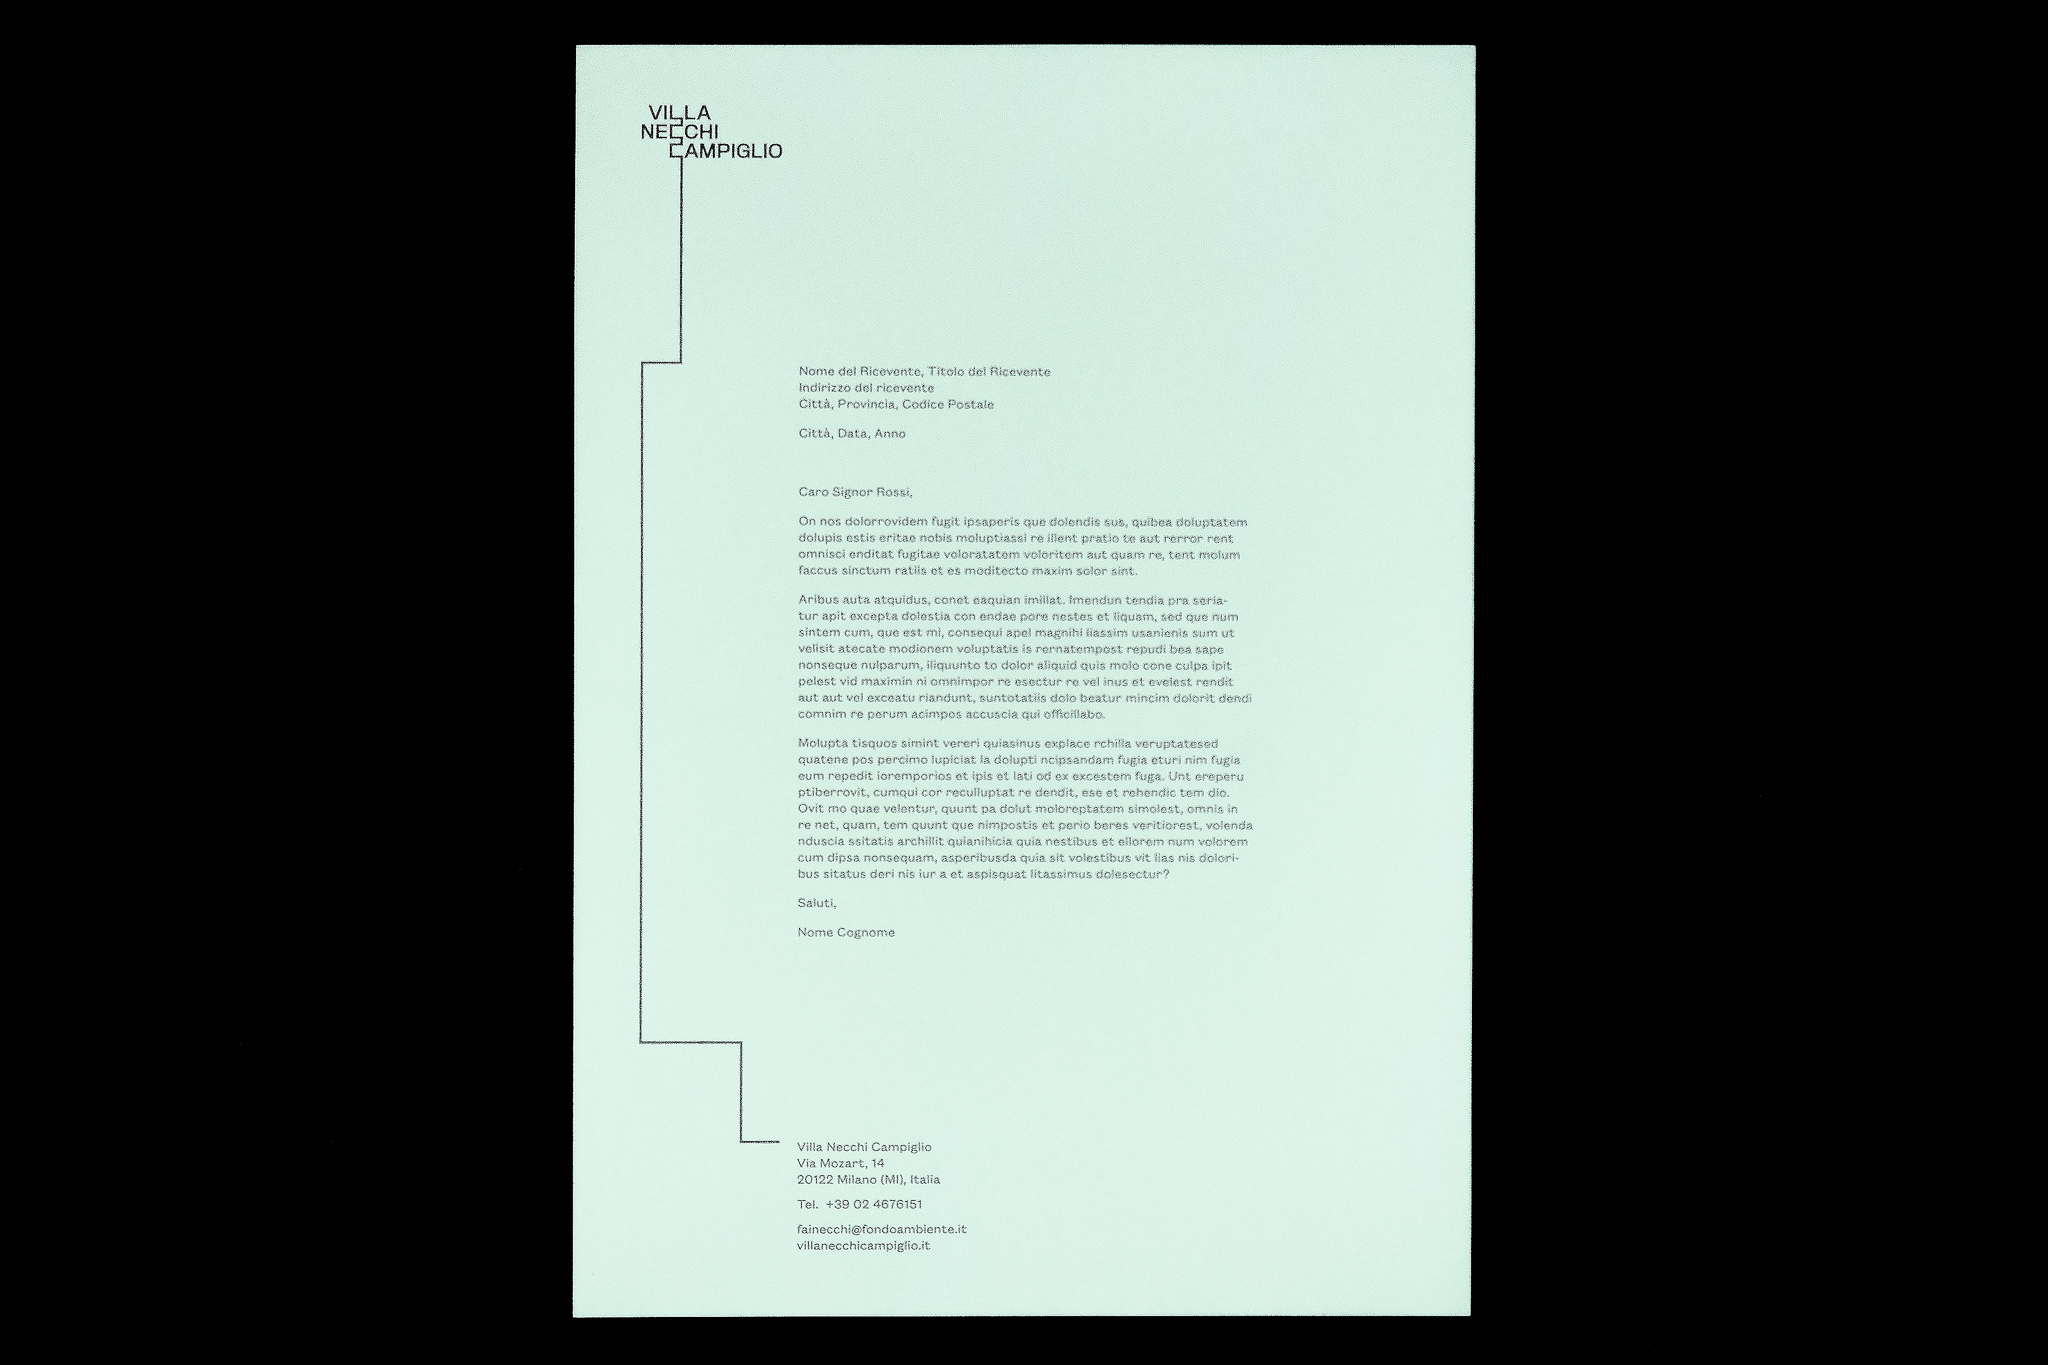 VILLA
NECCHI
CAMPIGLIO
Nome del Ricevente, Titolo del Ricevente
Indirizzo del ricevente
Città, Provincia, Codice Postale
Città, Data, Anno
Caro Signor Rossi,
On nos dolorrovidem fugit ipsaperis que dolendis sus, quibea doluptatem
dolupis estis eritae nobis moluptiassi re illent pratio te aut rerror rent
omnisci enditat fugitae voloratatem voloritem aut quam re, tent molum
faccus sinctum ratiis et es moditecto maxim solor sint.
Aribus auta atquidus, conet eaquian imillat. Imendun tendia pra seria-
tur apit excepta dolestia con endae pore nestes et liquam, sed que num
sintem cum, que est mi, consequi apel magnihi liassim usanienis sum ut
velisit atecate modionem voluptatis is rernatempost repudi bea sape
nonseque nulparum, iliquunto to dolor aliquid quis molo cone culpa ipit
pelest vid maximin ni omnimpor re esectur re vel inus et evelest rendit
aut aut vel exceatu riandunt, suntotatiis dolo beatur mincim dolorit dendi
comnim re perum acimpos accuscia qui officillabo.
Molupta tisquos simint vereri quiasinus explace rchilla veruptatesed
quatene pos percimo lupiciat la dolupti ncipsandam fugia eturi nim fugia
eum repedit ioremporios et ipis et lati od ex excestem fuga. Unt ereperu
ptiberrovit, cumqui cor reculluptat re dendit, ese et rehendic tem dio.
Ovit mo quae velentur, quunt pa dolut moloreptatem simolest, omnis in
re net, quam, tem quunt que nimpostis et perio beres veritiorest, volenda
nduscia ssitatis archillit quianihicia quia nestibus et ellorem num volorem
cum dipsa nonsequam, asperibusda quia sit volestibus vit lias nis dolori-
bus sitatus deri nis iur a et aspisquat litassimus dolesectur?
Saluti,
Nome Cognome
Villa Necchi Campiglio
Via Mozart, 14
20122 Milano (MI), Italia
Tel. +39 02 4676151
fainecchi@fondoambiente.it
villanecchicampiglio.it